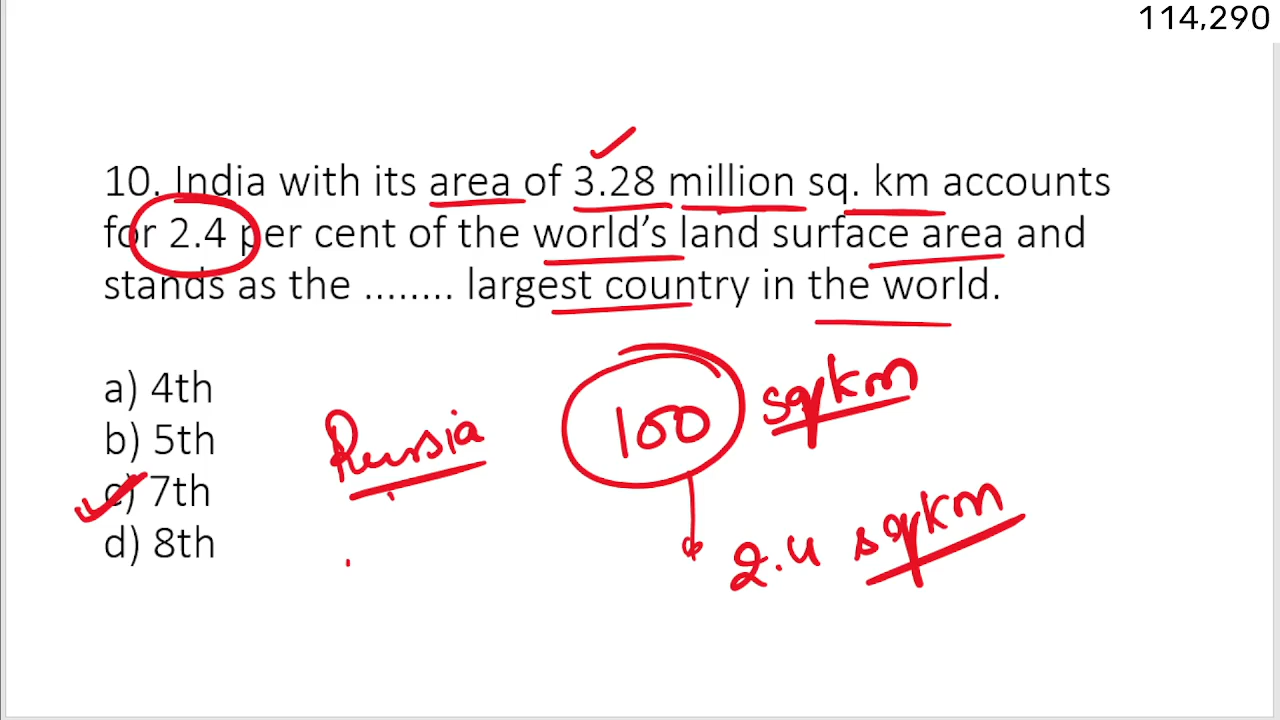 114,290
10. India with its area of 3.28 million sq. km accounts
for 2.4 per cent of the world's land surface area and
stands as the ........ largest country in the world.
a) 4th
b) 5th
c) 7th
d) 8th
Russia
100 sqkm
2.4 sqkm